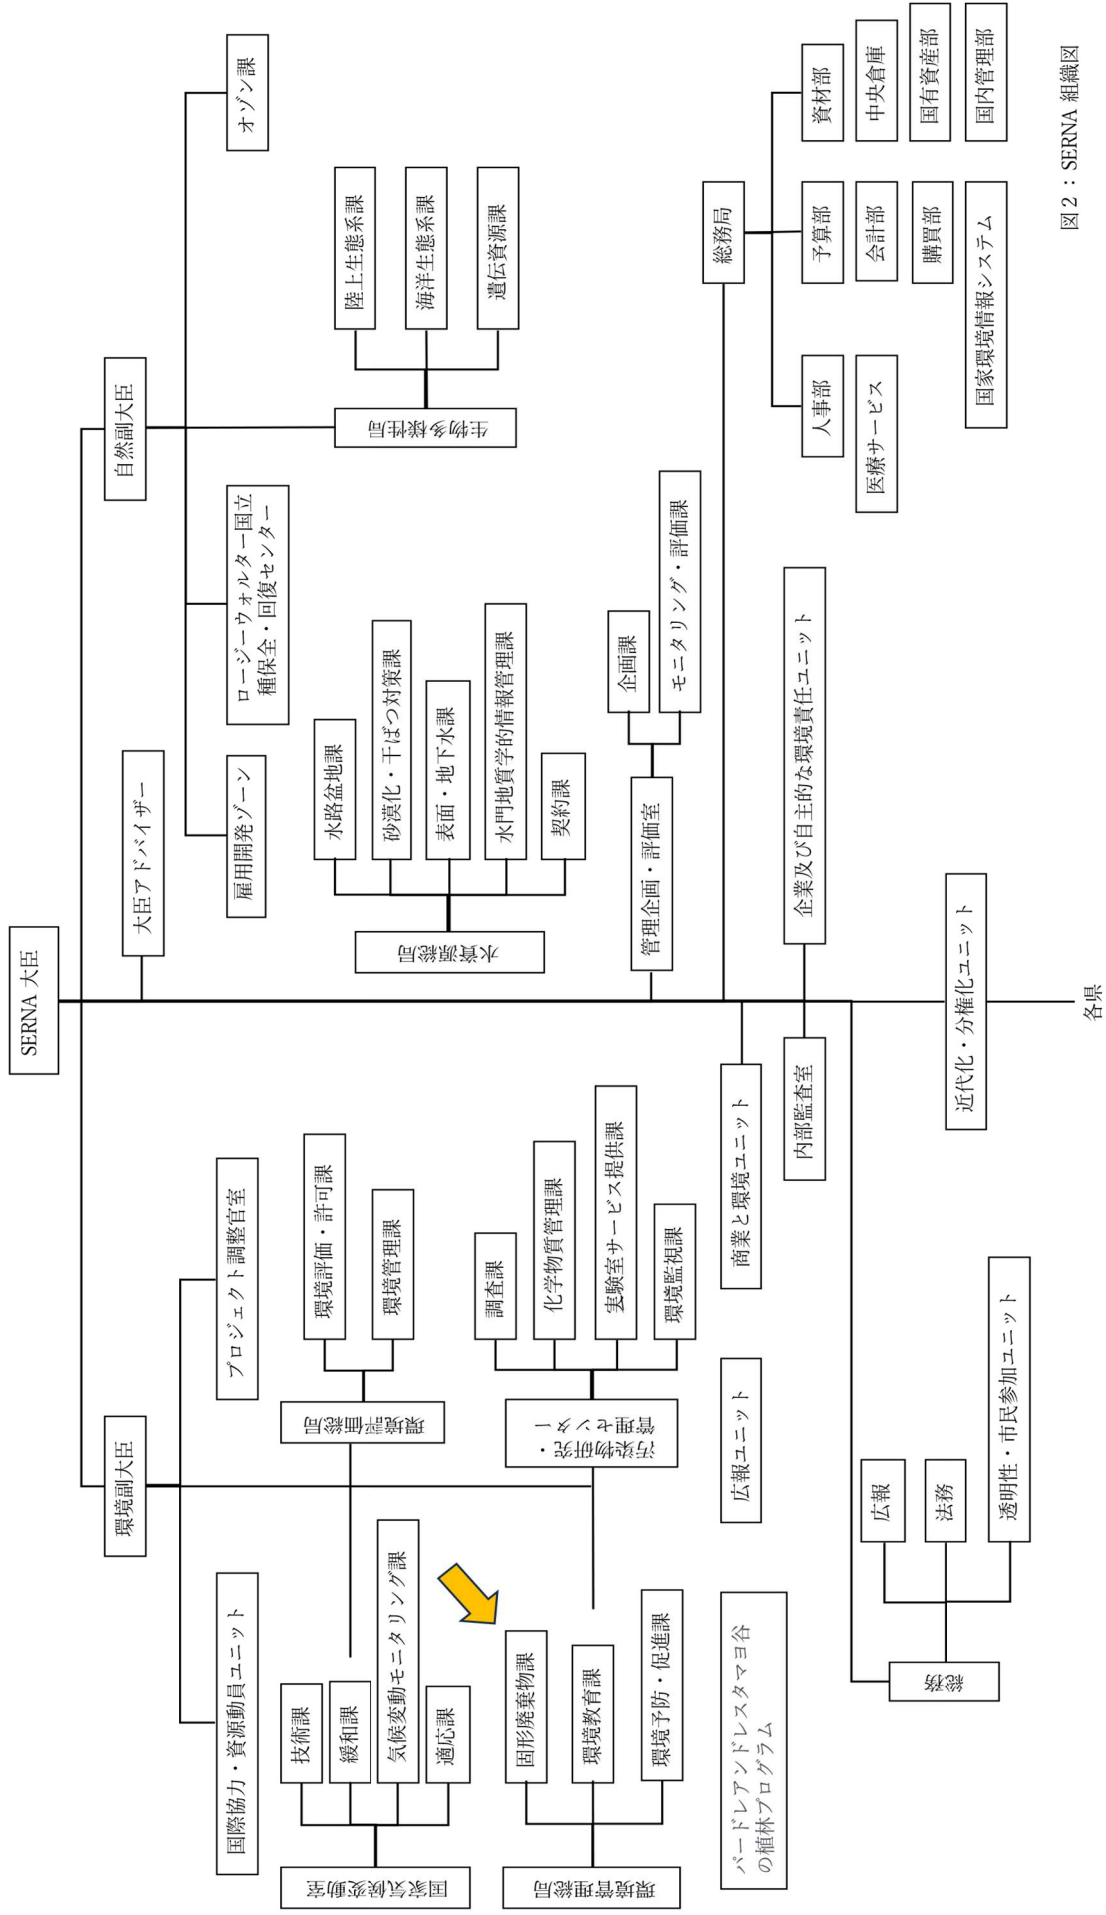 SERNA 大臣
大臣アドバイザー
環境副大臣
自然副大臣
国際協力・資源動員ユニット
プロジェクト調整官室
雇用開発ゾーン
ロージーウォルター国立
種保全・回復センター
オゾン課
国家気候変動室
技術課
緩和課
気候変動モニタリング課
適応課
環境評価総局
環境評価・許可課
環境管理課
水資源総局
水路盆地課
砂漠化・干ばつ対策課
表面・地下水課
水門地質学的情報管理課
契約課
生物多様性局
陸上生態系課
海洋生態系課
遺伝資源課
環境管理総局
固形廃棄物課
環境教育課
環境予防・促進課
汚染物研究・
管理センター
調査課
化学物質管理課
実験室サービス提供課
環境監視課
管理企画・評価室
企画課
モニタリング・評価課
パードレアンドレスタマヨ谷
の植林プログラム
広報ユニット
商業と環境ユニット
総務局
内部監査室
企業及び自主的な環境責任ユニット
人事部
医療サービス
予算部
会計部
購買部
国家環境情報システム
資材部
中央倉庫
国有資産部
国内管理部
総務
広報
法務
透明性・市民参加ユニット
近代化・分権化ユニット
各県
図2：SERNA 組織図